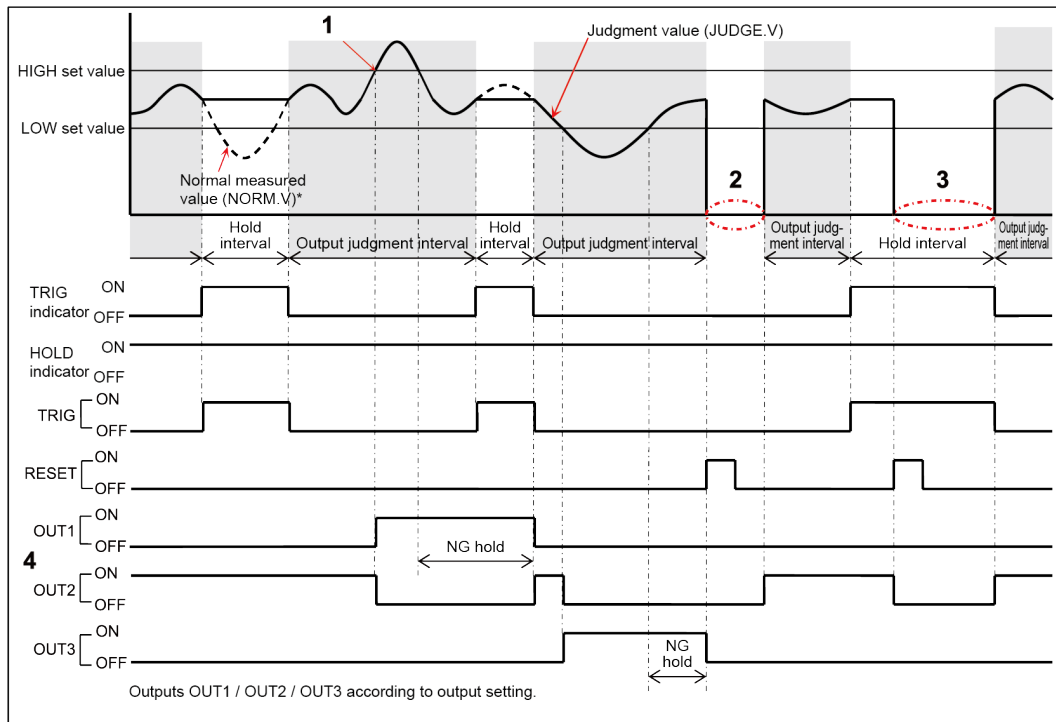 1
Judgment value (JUDGE.V)
HIGH set value
LOW set value
Normal measured
value (NORM.V)*
2
3
Hold
interval
Output judgment interval
Hold
interval
Output judgment interval
Output judg-
ment interval
Hold interval
Output judg-
ment interval
TRIG
indicator
ON
OFF
HOLD
indicator
ON
OFF
TRIG
ON
OFF
RESET
ON
OFF
OUT1
ON
OFF
NG hold
4
OUT2
ON
OFF
OUT3
ON
OFF
NG
hold
Outputs OUT1 / OUT2 / OUT3 according to output setting.